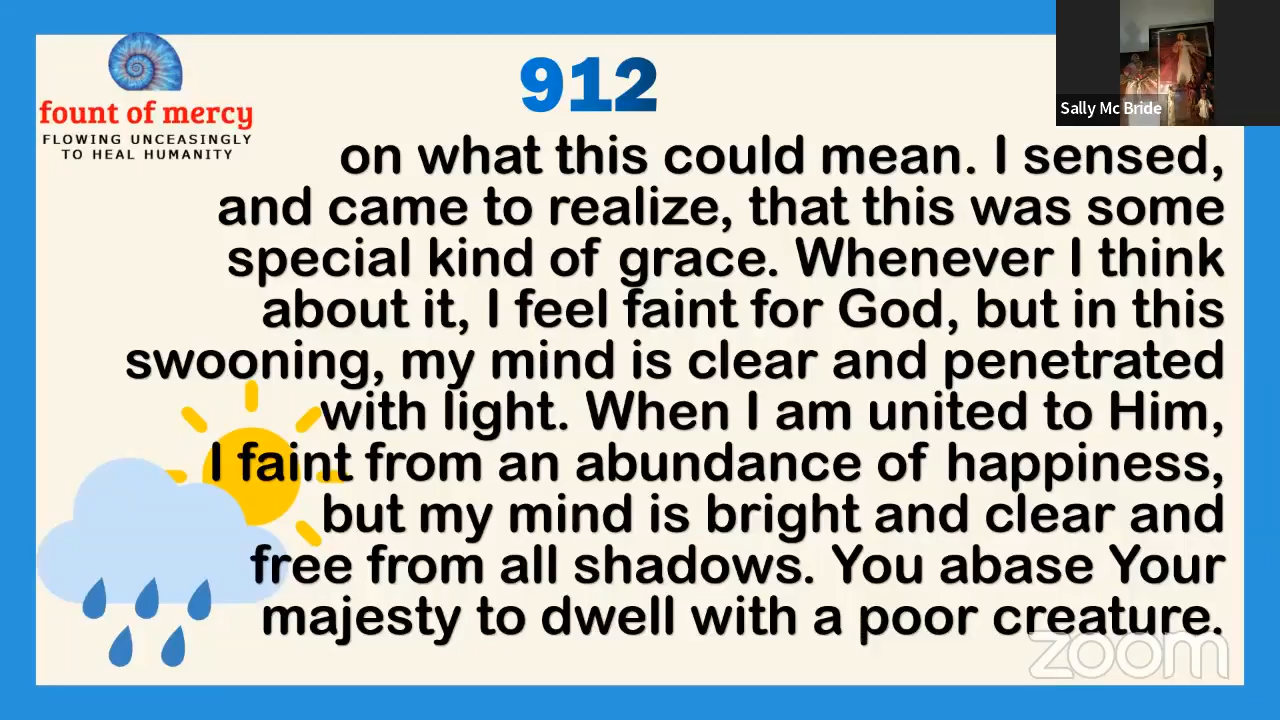 fount of mercy
FLOWING UNCEASINGLY
TO HEAL HUMANITY
912
Sally Mc Bride
on what this could mean. I sensed,
and came to realize, that this was some
special kind of grace. Whenever I think
about it, I feel faint for God, but in this
swooning, my mind is clear and penetrated
with light. When I am united to Him,
I faint from an abundance of happiness,
but my mind is bright and clear and
free from all shadows. You abase Your
majesty to dwell with a poor creature.
zoom